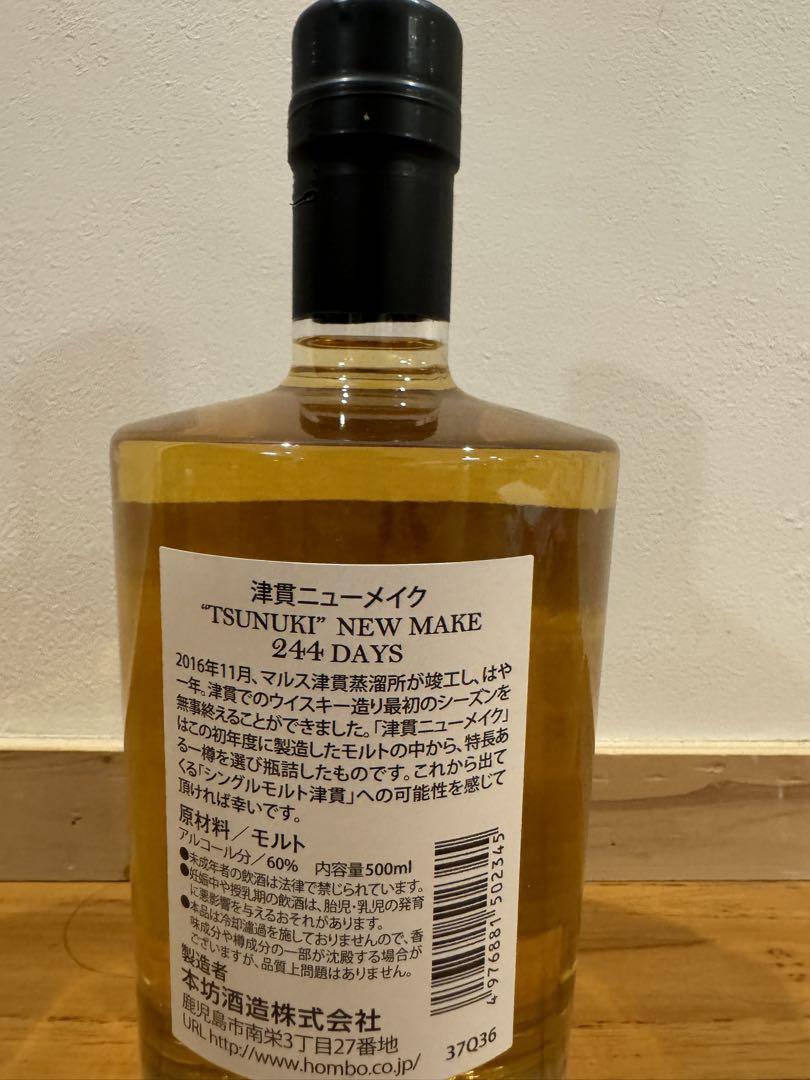 津貫ニューメイク
“TSUNUKI” NEW MAKE
244 DAYS
2016年11月、マルス津貫蒸溜所が竣工し、はや
一年。津貫でのウイスキー造り最初のシーズンを
無事終えることができました。「津貫ニューメイク」
はこの初年度に製造したモルトの中から、特長あ
る一樽を選び瓶詰したものです。これから出て
くる「シングルモルト津貫」への可能性を感じて
頂ければ幸いです。
原材料／モルト
アルコール分／60% 内容量500ml
●未成年者の飲酒は法律で禁じられています。
●妊娠中や授乳期の飲酒は、胎児・乳児の発育
に悪影響を与えるおそれがあります。
●本品は冷却濾過を施しておりませんので、香
味成分や樽成分の一部が沈殿する場合が
ございますが、品質上問題はありません。
製造者
本坊酒造株式会社
鹿児島市南栄3丁目27番地
URL http://www.hombo.co.jp/
4976881502345
37Q36